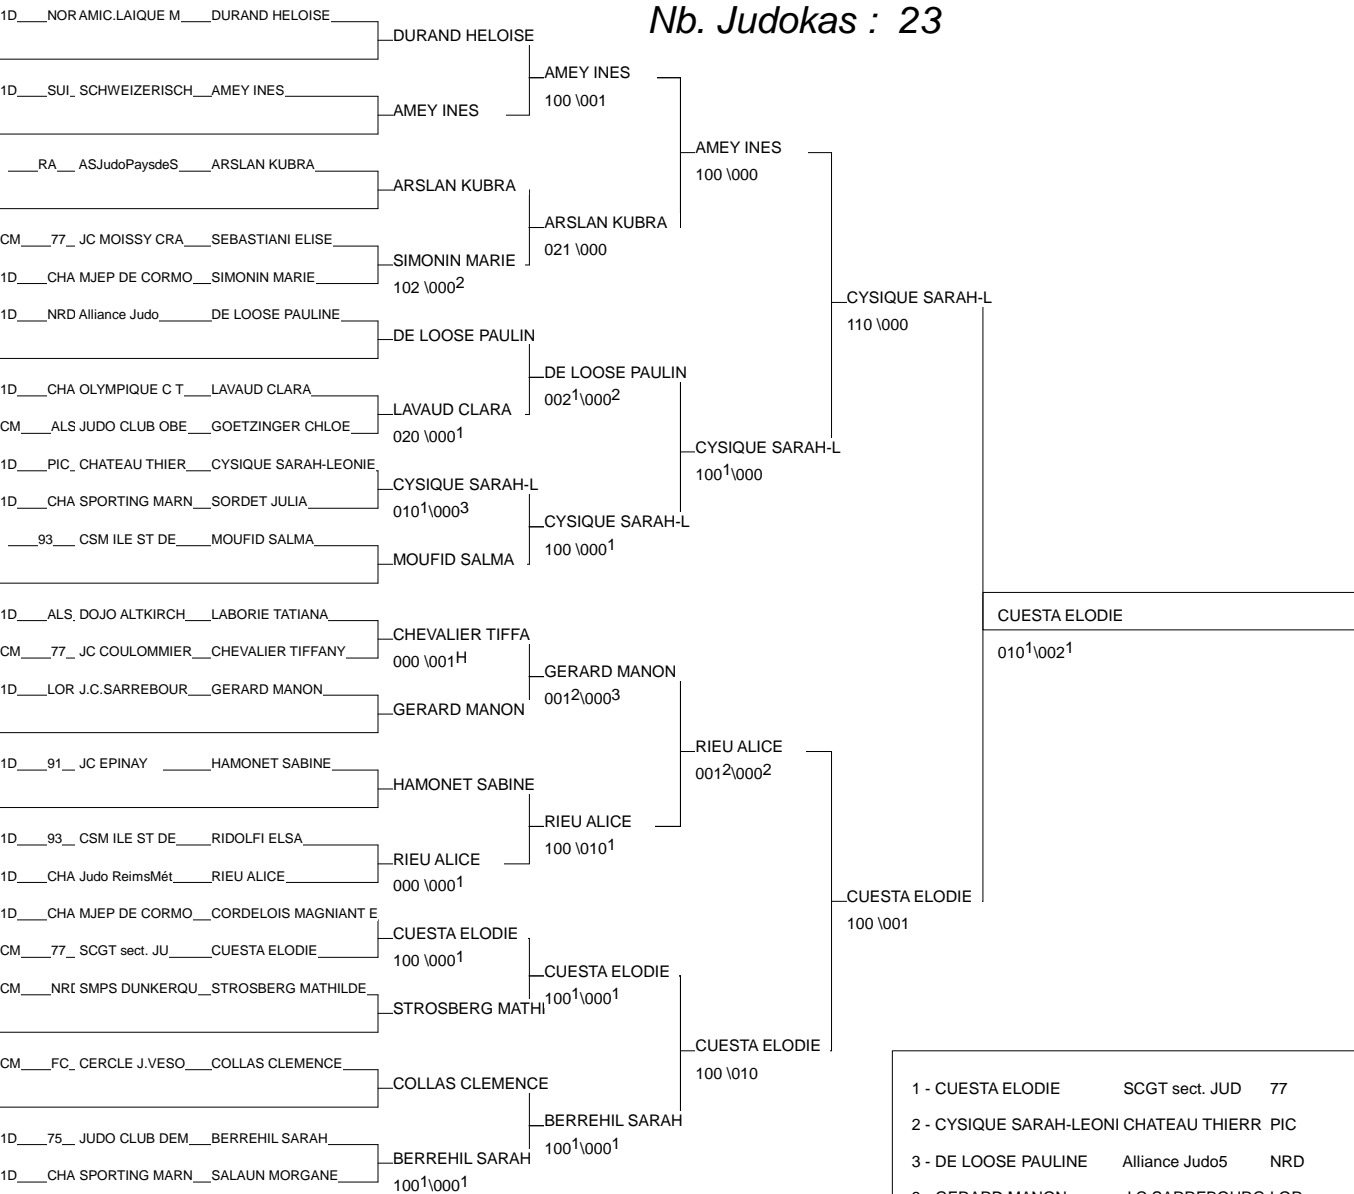 Nb. Judokas : 23
1D NOR AMIC.LAIQUE M DURAND HELOISE
1D SUI SCHWEIZERISCH AMEY INES
RA ASJudoPaysdeS ARSLAN KUBRA
CM 77 JC MOISSY CRA SEBASTIANI ELISE
1D CHA MJEP DE CORMO SIMONIN MARIE
1D NRD Alliance Judo DE LOOSE PAULINE
1D CHA OLYMPIQUE C T LAVAUD CLARA
CM ALS JUDO CLUB OBE GOETZINGER CHLOE
1D PIC CHATEAU THIER CYSIQUE SARAH-LEONIE
1D CHA SPORTING MARN SORDET JULIA
93 CSM ILE ST DE MOUFID SALMA
1D ALS DOJO ALTKIRCH LABORIE TATIANA
CM 77 JC COULOMMIER CHEVALIER TIFFANY
1D LOR J.C.SARREBOUR GERARD MANON
1D 91 JC EPINAY HAMONET SABINE
1D 93 CSM ILE ST DE RIDOLFI ELSA
1D CHA Judo ReimsMét RIEU ALICE
1D CHA MJEP DE CORMO CORDELOIS MAGNIANT E
CM 77 SCGT sect. JU CUESTA ELODIE
CM NRD SMPS DUNKERQU STROSBERG MATHILDE
CM FC CERCLE J.VESO COLLAS CLEMENCE
1D 75 JUDO CLUB DEM BERREHIL SARAH
1D CHA SPORTING MARN SALAUN MORGANE
DURAND HELOISE
AMEY INES
ARSLAN KUBRA
SIMONIN MARIE
102 \000²
DE LOOSE PAULIN
LAVAUD CLARA
020 \000¹
CYSIQUE SARAH-L
010¹\000³
MOUFID SALMA
CHEVALIER TIFFA
000 \001H
GERARD MANON
HAMONET SABINE
RIEU ALICE
000 \000¹
CUESTA ELODIE
100 \000¹
STROSBERG MATHI
COLLAS CLEMENCE
BERREHIL SARAH
100¹\000¹
AMEY INES
100 \001
ARSLAN KUBRA
021 \000
DE LOOSE PAULIN
002¹\000²
CYSIQUE SARAH-L
100 \000¹
GERARD MANON
001²\000³
RIEU ALICE
100 \010¹
CUESTA ELODIE
100¹\000¹
BERREHIL SARAH
100¹\000¹
AMEY INES
100 \000
CYSIQUE SARAH-L
100¹\000
RIEU ALICE
001²\000²
CUESTA ELODIE
100 \010
CYSIQUE SARAH-L
110 \000
CUESTA ELODIE
100 \001
CUESTA ELODIE
010¹\002¹
1 - CUESTA ELODIE SCGT sect. JUD 77
2 - CYSIQUE SARAH-LEONI CHATEAU THIERR PIC
3 - DE LOOSE PAULINE Alliance Judo5 NRD